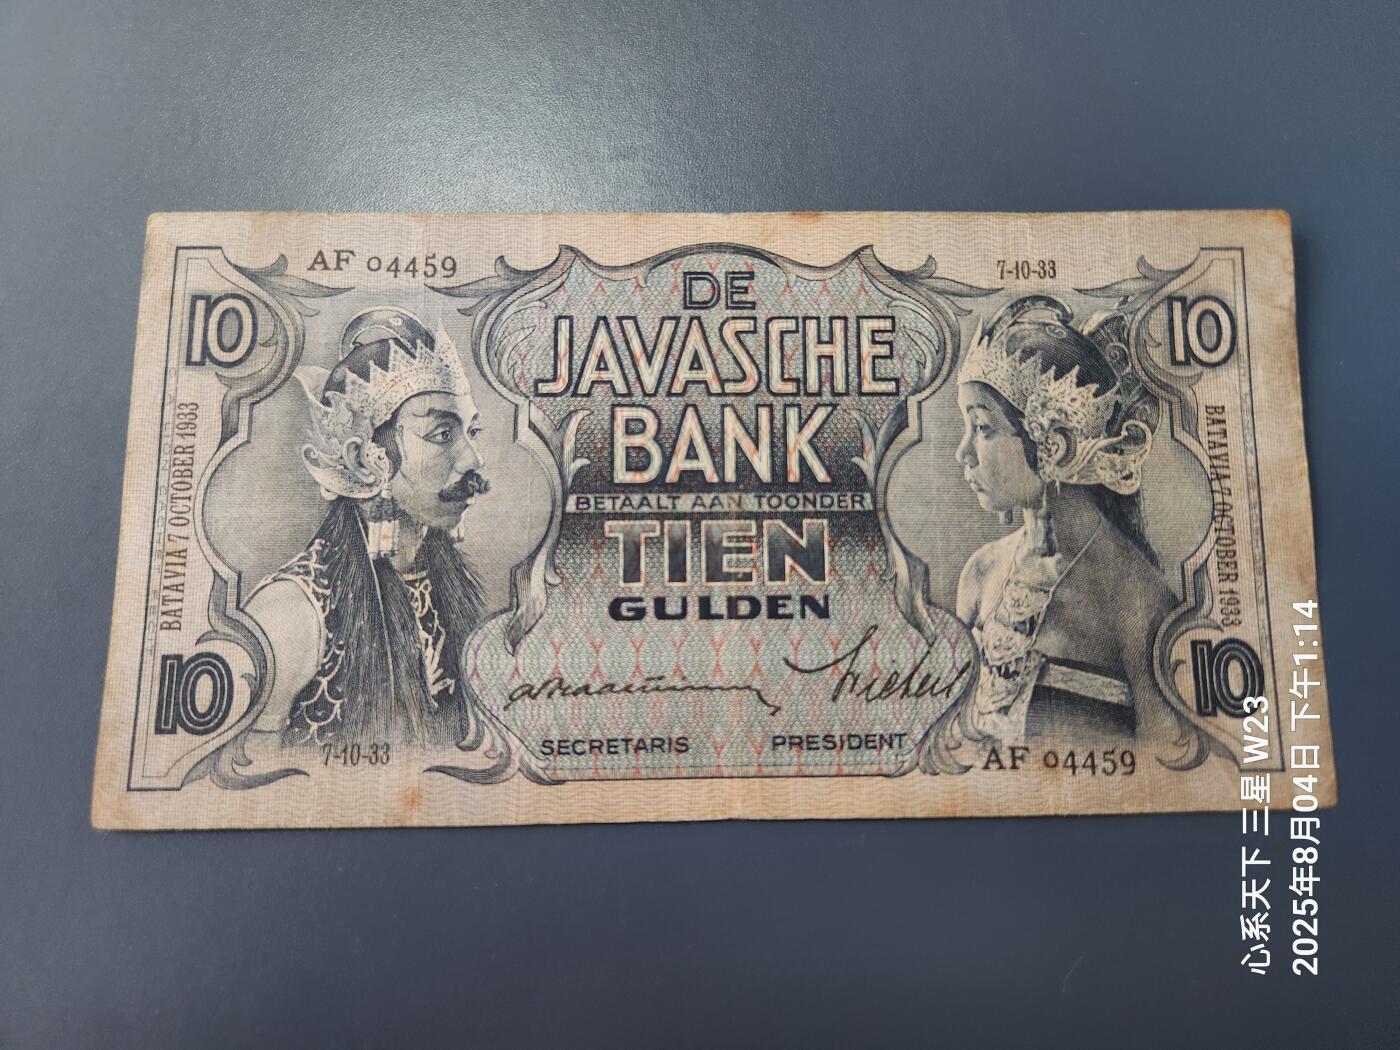 AF 04459
7-10-33
10
10
DE
JAVASCHE
BANK
BETAALT AAN TOONDER
TIEN
GULDEN
BATAVIA 7 OCTOBER 1933
BATAVIA 7 OCTOBER 1933
10
10
SECRETARIS
PRESIDENT
7-10-33
AF 04459
心系天下 三星 W23
2025年8月04日 下午1:14